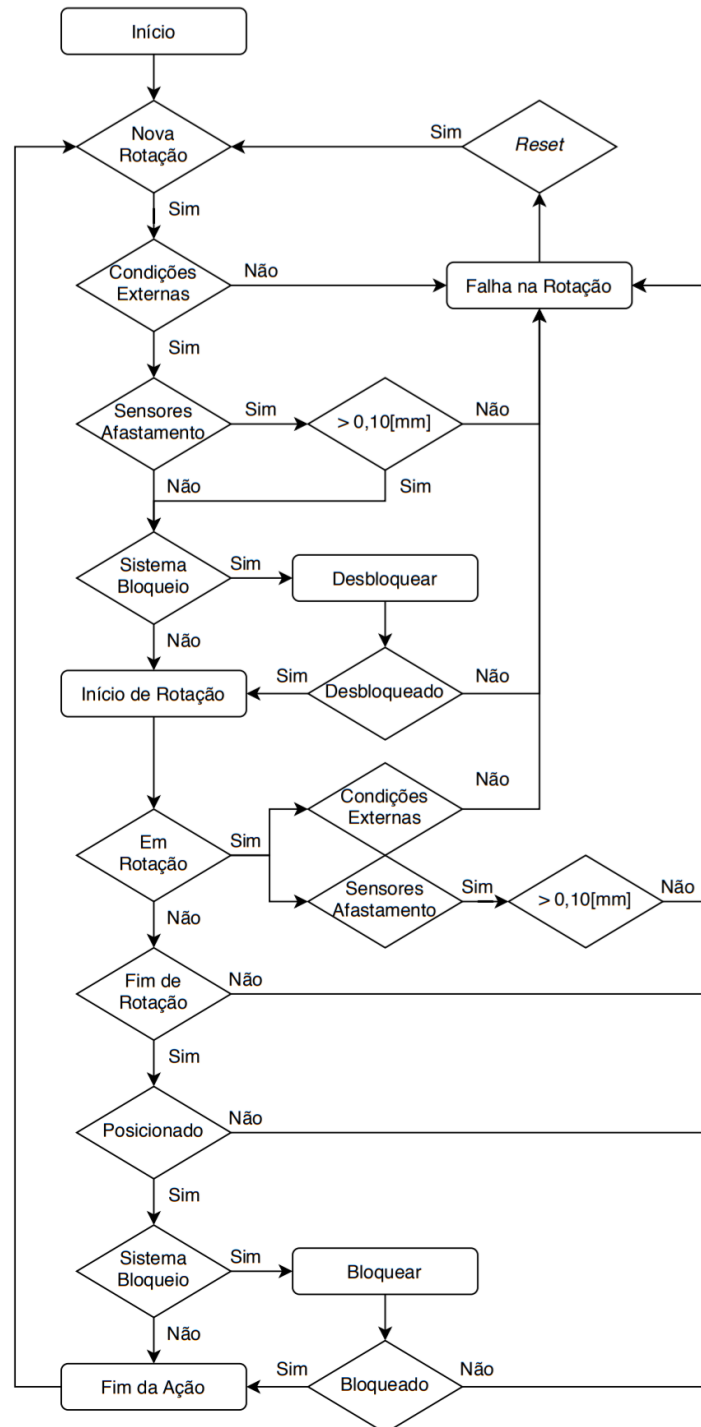 Início
Nova
Rotação
Sim
Reset
Sim
Condições
Externas
Não
Falha na Rotação
Sim
Sensores
Afastamento
Sim
> 0,10[mm]
Não
Não
Sim
Sistema
Bloqueio
Sim
Desbloquear
Não
Início de Rotação
Sim
Desbloqueado
Não
Condições
Externas
Não
Em
Rotação
Sim
Sensores
Afastamento
Sim
> 0,10[mm]
Não
Não
Fim de
Rotação
Não
Sim
Posicionado
Não
Sim
Sistema
Bloqueio
Sim
Bloquear
Não
Fim da Ação
Sim
Bloqueado
Não